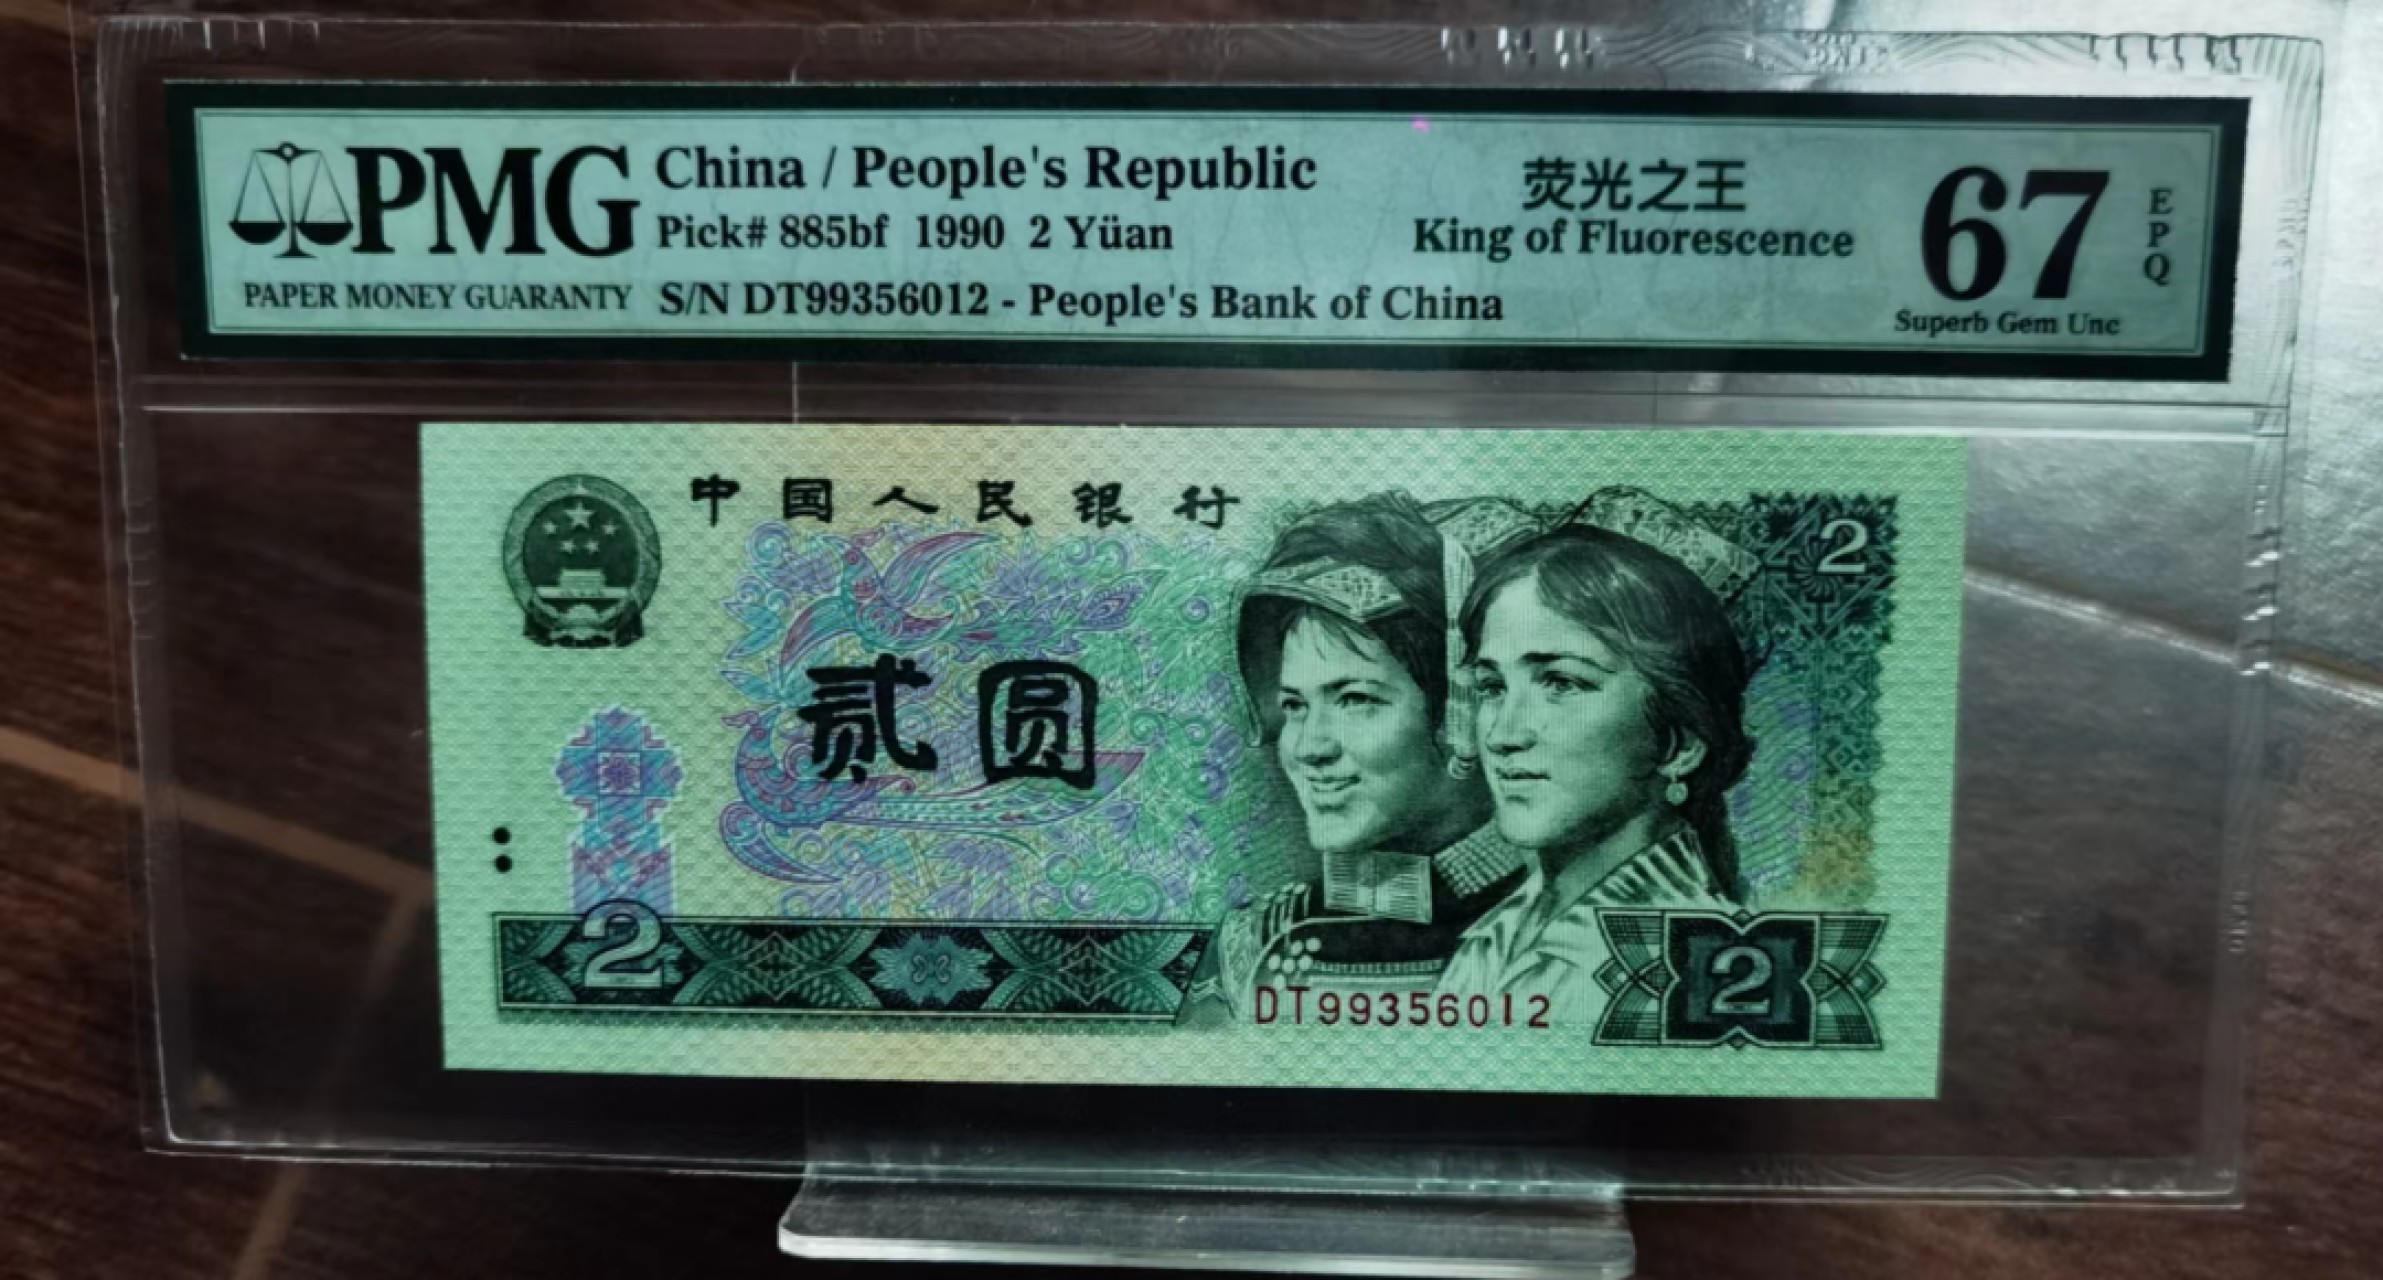 PMG
PAPER MONEY GUARANTY
China / People's Republic
Pick# 885bf 1990 2 Yüan
S/N DT99356012 - People's Bank of China
荧光之王
King of Fluorescence
67
EPQ
Superb Gem Unc
中国人民银行
2
贰圆
2
DT99356012
2